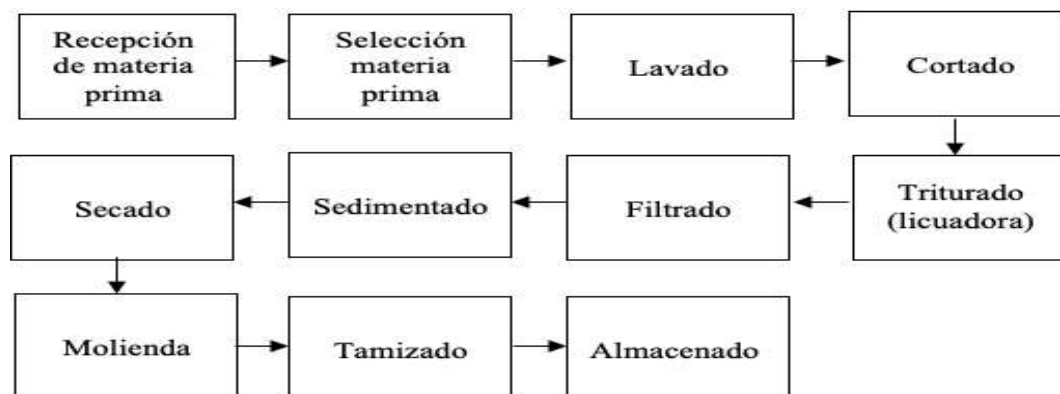 Recepción
de materia
prima
Selección
materia
prima
Lavado
Cortado
Triturado
(licuadora)
Filtrado
Sedimentado
Secado
Molienda
Tamizado
Almacenado